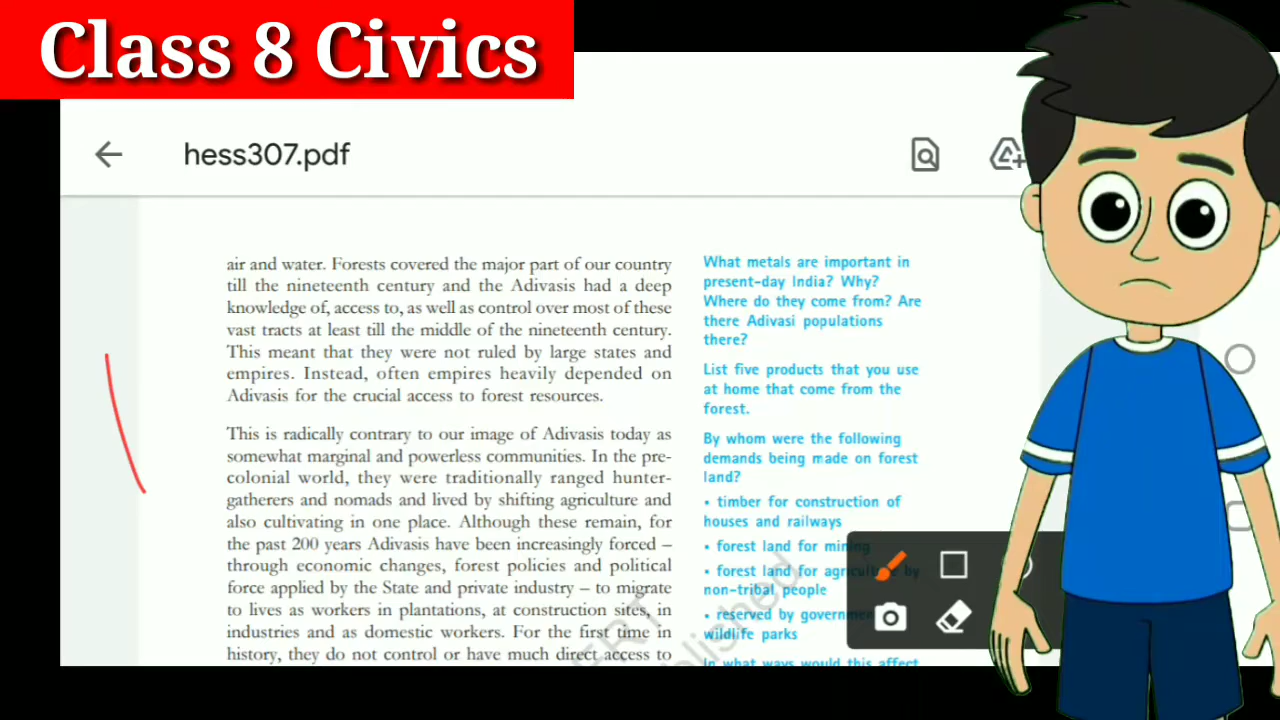 Class 8 Civics
hess307.pdf
air and water. Forests covered the major part of our country
till the nineteenth century and the Adivasis had a deep
knowledge of, access to, as well as control over most of these
vast tracts at least till the middle of the nineteenth century.
This meant that they were not ruled by large states and
empires. Instead, often empires heavily depended on
Adivasis for the crucial access to forest resources.
This is radically contrary to our image of Adivasis today as
somewhat marginal and powerless communities. In the pre-
colonial world, they were traditionally ranged hunter-
gatherers and nomads and lived by shifting agriculture and
also cultivating in one place. Although these remain, for
the past 200 years Adivasis have been increasingly forced –
through economic changes, forest policies and political
force applied by the State and private industry – to migrate
to lives as workers in plantations, at construction sites, in
industries and as domestic workers. For the first time in
history, they do not control or have much direct access to
What metals are important in
present-day India? Why?
Where do they come from? Are
there Adivasi populations
there?
List five products that you use
at home that come from the
forest.
By whom were the following
demands being made on forest
land?
• timber for construction of
houses and railways
• forest land for mining
• forest land for agriculture by
non-tribal people
• reserved by government
wildlife parks
In what ways would this affect